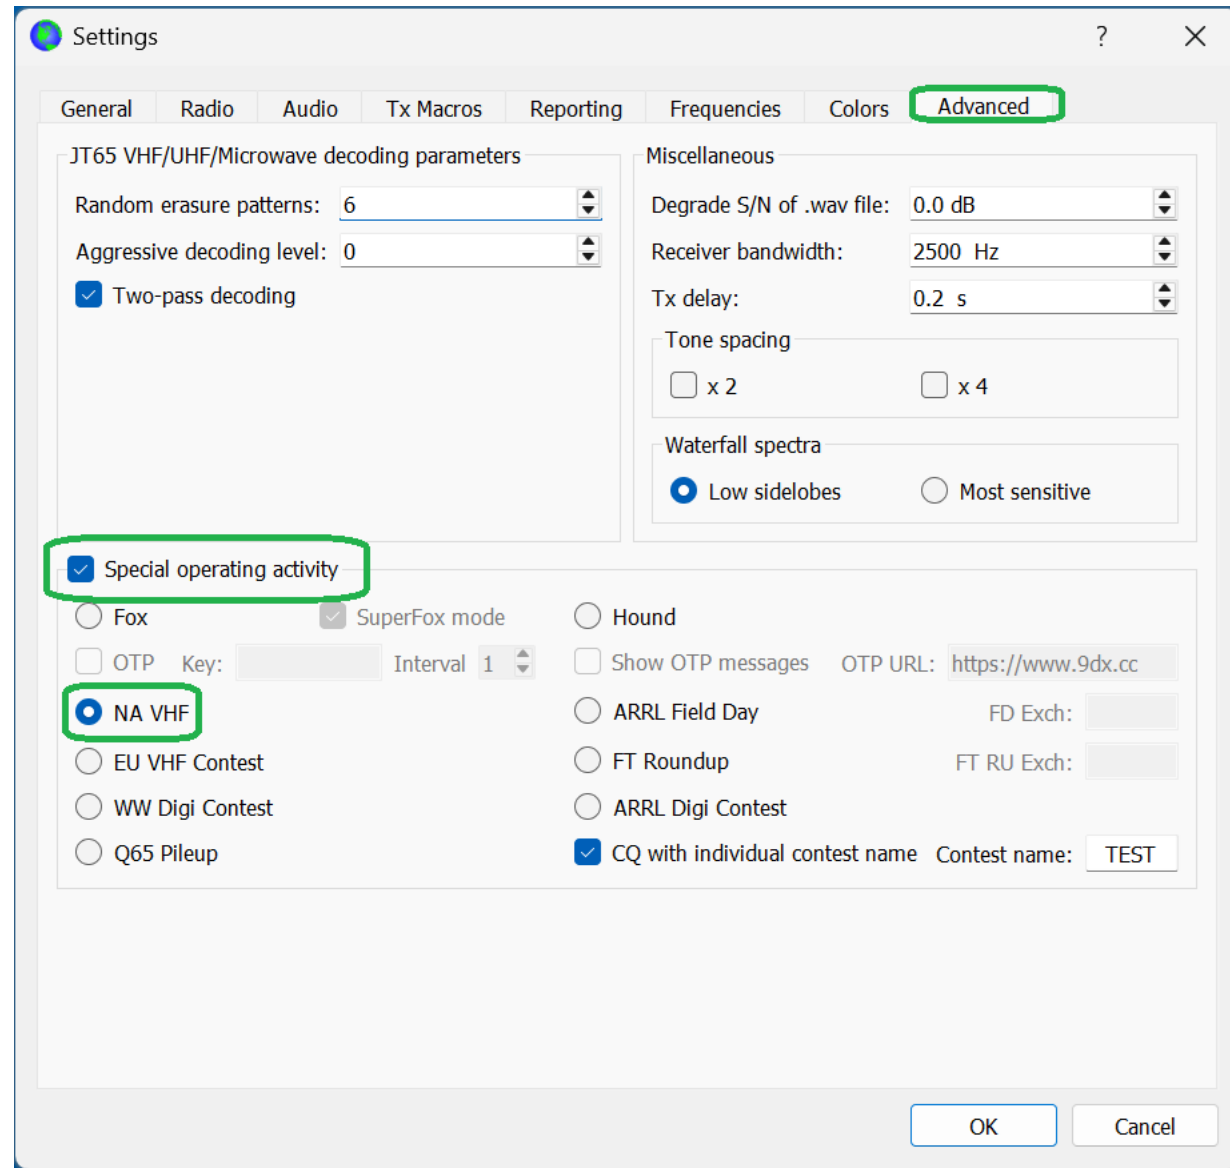 Settings
?
General Radio Audio Tx Macros Reporting Frequencies Colors Advanced
JT65 VHF/UHF/Microwave decoding parameters
Random erasure patterns: 6
Aggressive decoding level: 0
Two-pass decoding
Miscellaneous
Degrade S/N of .wav file: 0.0 dB
Receiver bandwidth: 2500 Hz
Tx delay: 0.2 s
Tone spacing
x 2 x 4
Waterfall spectra
Low sidelobes Most sensitive
Special operating activity
Fox SuperFox mode Hound
OTP Key: Interval 1 Show OTP messages OTP URL: https://www.9dx.cc
NA VHF ARRL Field Day FD Exch:
EU VHF Contest FT Roundup FT RU Exch:
WW Digi Contest ARRL Digi Contest
Q65 Pileup CQ with individual contest name Contest name: TEST
OK Cancel